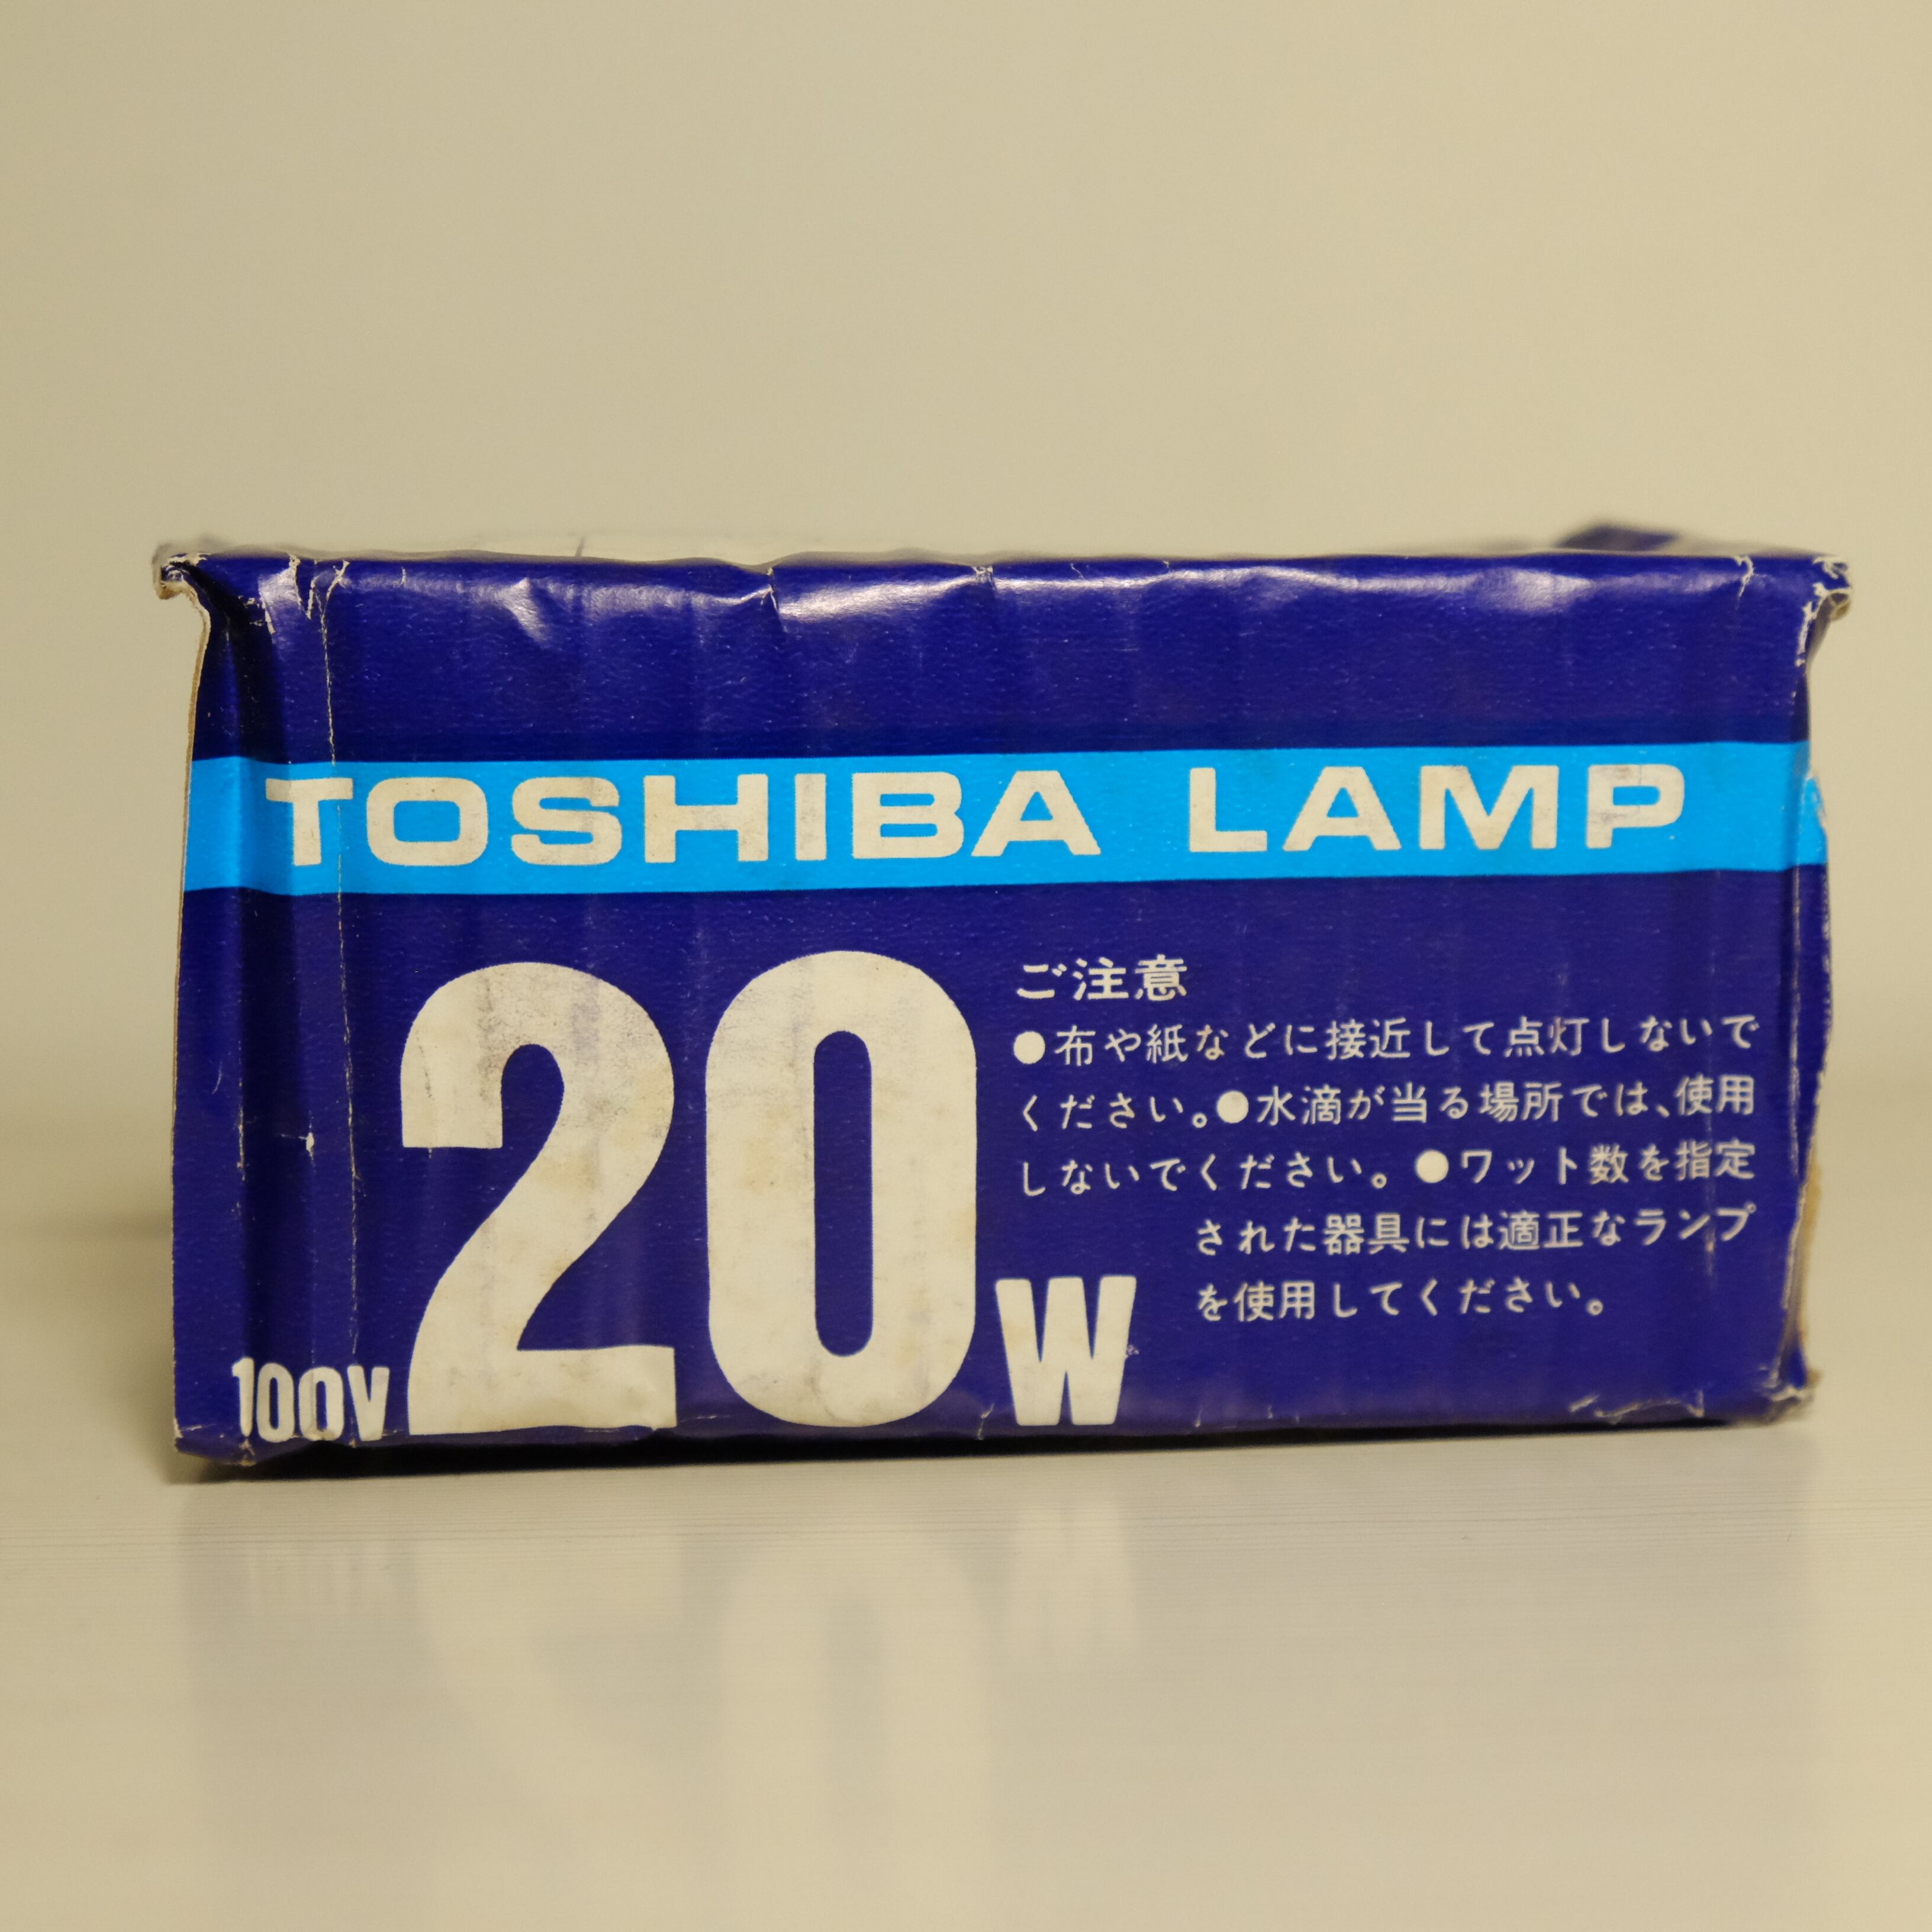 TOSHIBA LAMP
100V 20W
ご注意
●布や紙などに接近して点灯しないで
ください。●水滴が当る場所では、使用
しないでください。●ワット数を指定
された器具には適正なランプ
を使用してください。